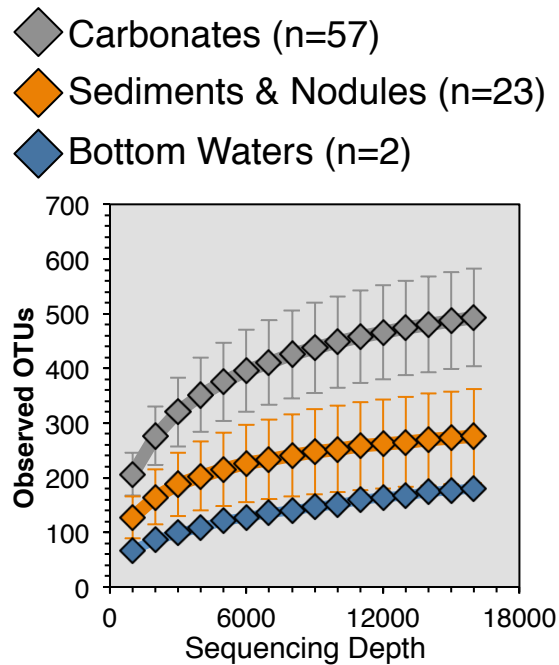 Carbonates (n=57)
Sediments & Nodules (n=23)
Bottom Waters (n=2)
700
600
500
400
300
200
100
0
Observed OTUs
0 6000 12000 18000
Sequencing Depth